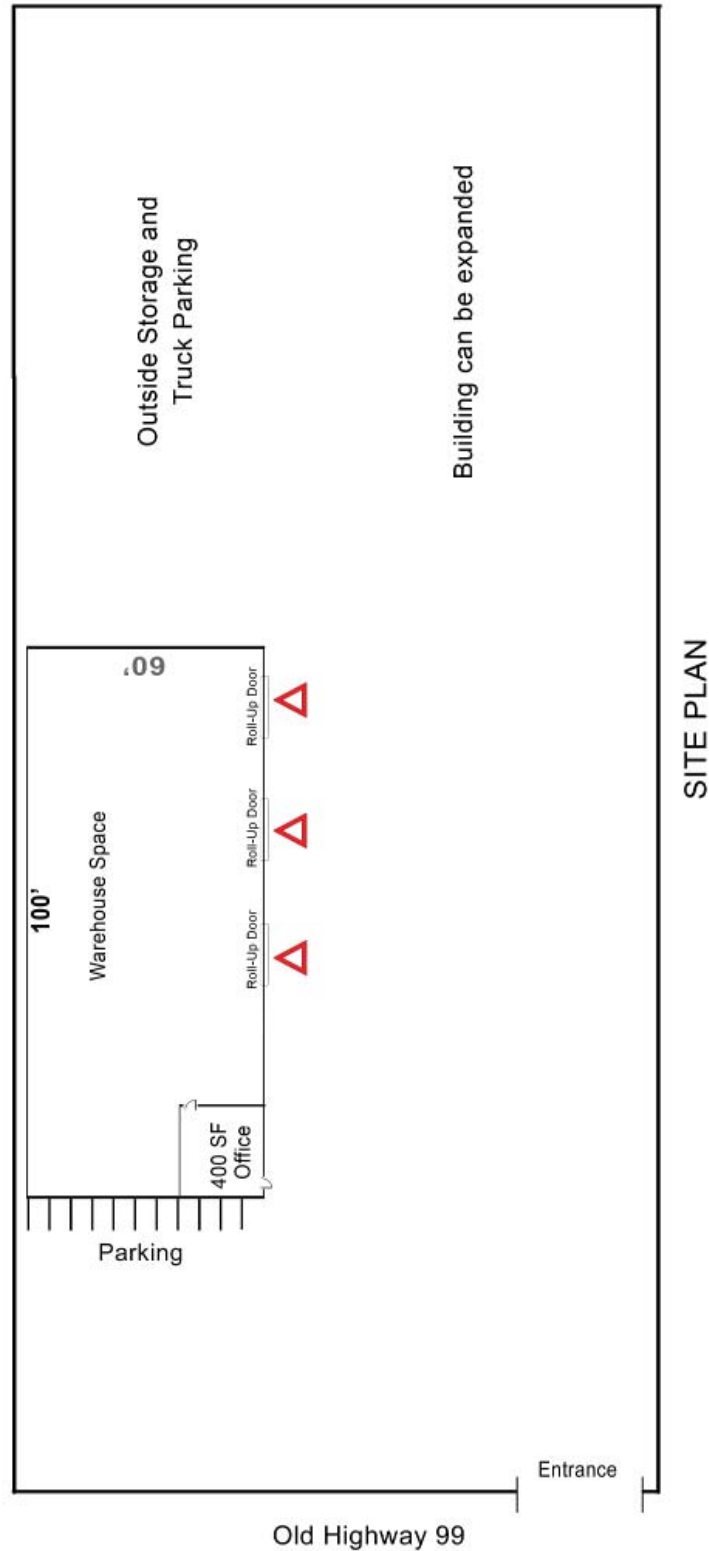 Outside Storage and
Truck Parking
Building can be expanded
60'
100'
Warehouse Space
Roll-Up Door
Roll-Up Door
Roll-Up Door
400 SF
Office
Parking
SITE PLAN
Entrance
Old Highway 99